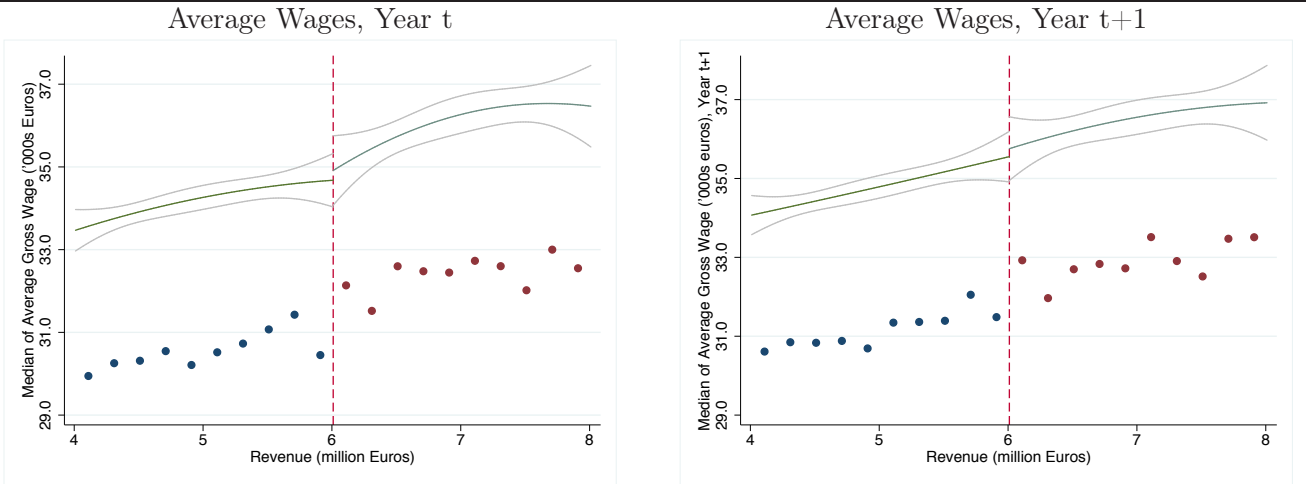 Average Wages, Year t
Median of Average Gross Wage ('000s Euros)
37.0
35.0
33.0
31.0
29.0
4 5 6 7 8
Revenue (million Euros)
Average Wages, Year t+1
Median of Average Gross Wage ('000s euros), Year t+1
37.0
35.0
33.0
31.0
29.0
4 5 6 7 8
Revenue (million Euros)